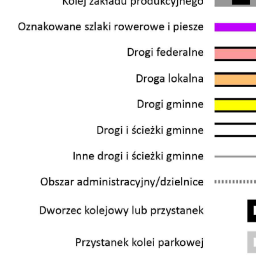 Kolej zakładu produkcyjnego
Oznakowane szlaki rowerowe i piesze
Drogi federalne
Droga lokalna
Drogi gminne
Drogi i ścieżki gminne
Inne drogi i ścieżki gminne
Obszar administracyjny/dzielnice
Dworzec kolejowy lub przystanek
Przystanek kolei parkowej